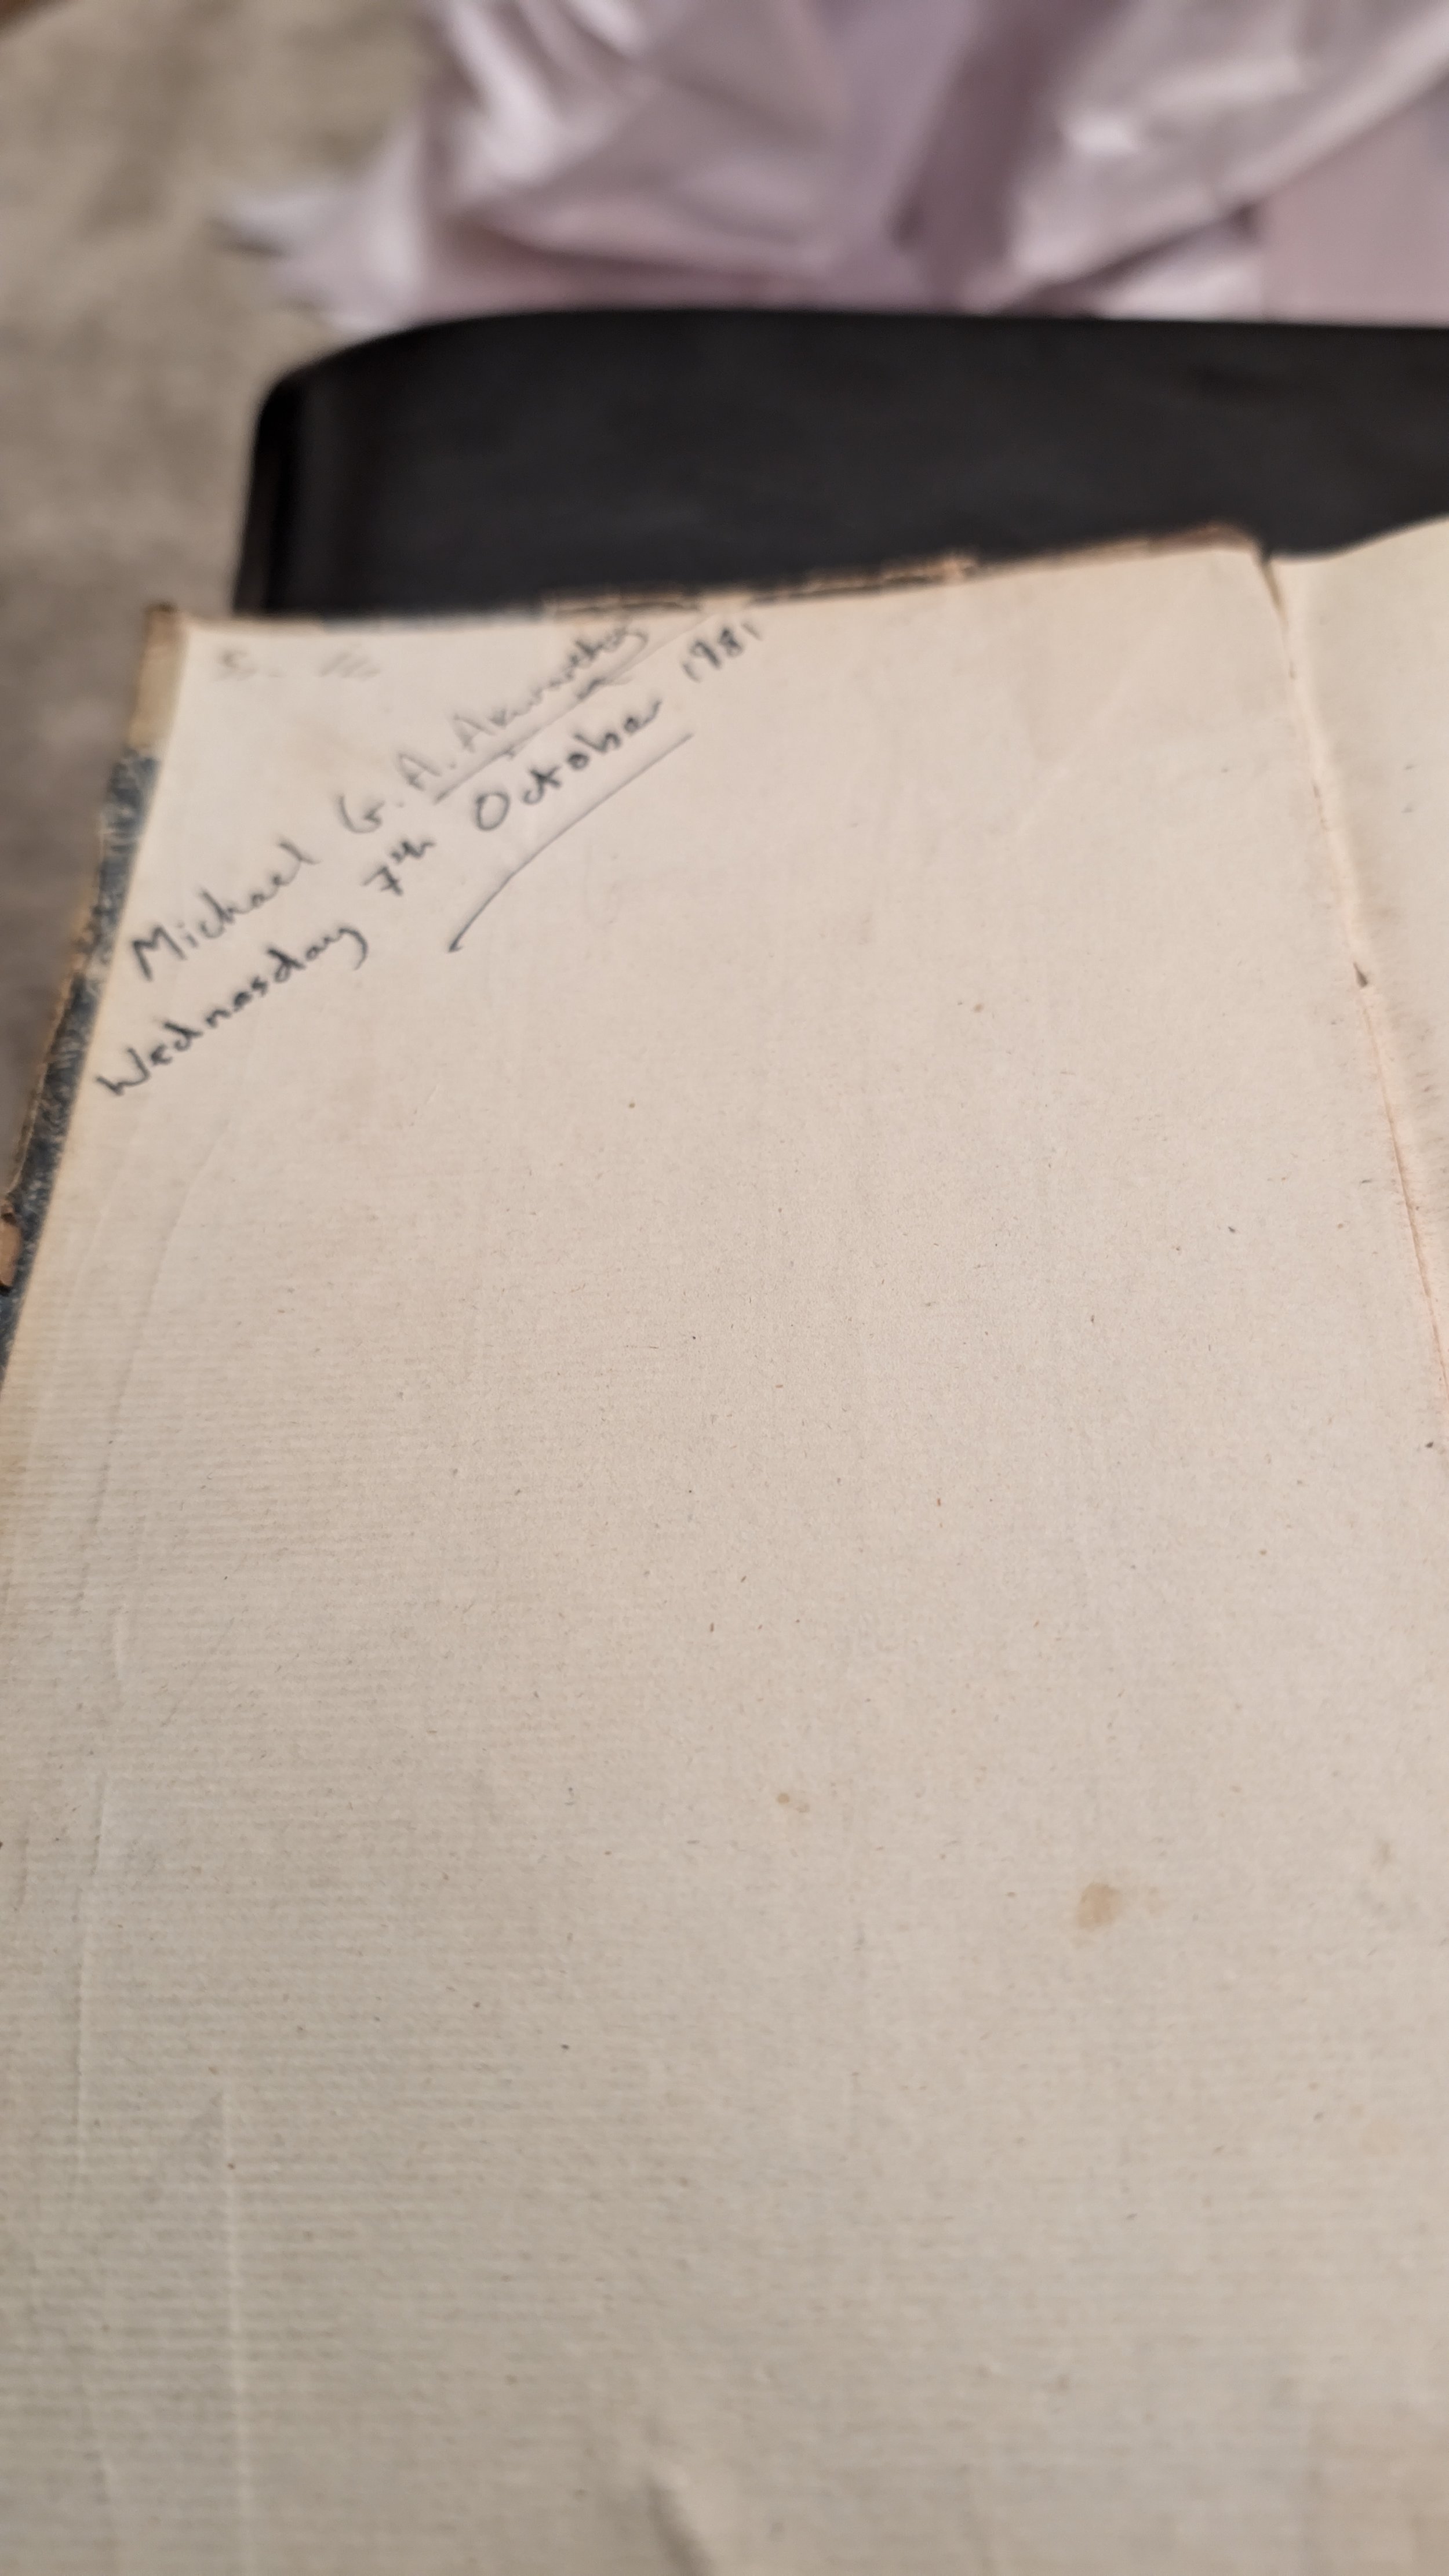 Michael G. A.
Wednesday 7th October 1981